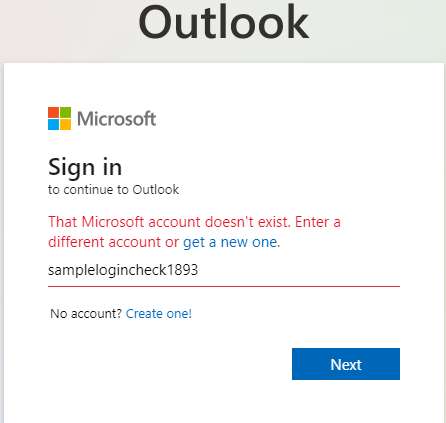 Outlook
Microsoft
Sign in
to continue to Outlook
That Microsoft account doesn't exist. Enter a
different account or get a new one.
samplelogincheck1893
No account? Create one!
Next